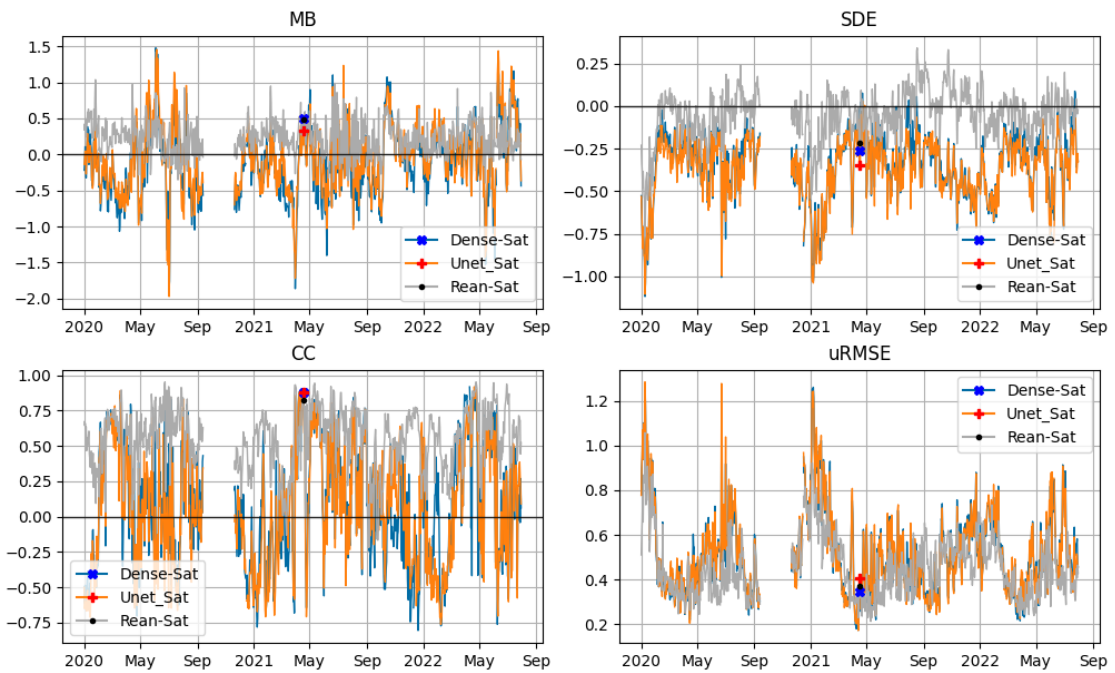 MB
1.5
1.0
0.5
0.0
−0.5
−1.0
−1.5
−2.0
2020 May Sep 2021 May Sep 2022 May Sep
Dense-Sat
Unet_Sat
Rean-Sat
SDE
0.25
0.00
−0.25
−0.50
−0.75
−1.00
2020 May Sep 2021 May Sep 2022 May Sep
Dense-Sat
Unet_Sat
Rean-Sat
CC
1.00
0.75
0.50
0.25
0.00
−0.25
−0.50
−0.75
2020 May Sep 2021 May Sep 2022 May Sep
Dense-Sat
Unet_Sat
Rean-Sat
uRMSE
1.2
1.0
0.8
0.6
0.4
0.2
2020 May Sep 2021 May Sep 2022 May Sep
Dense-Sat
Unet_Sat
Rean-Sat